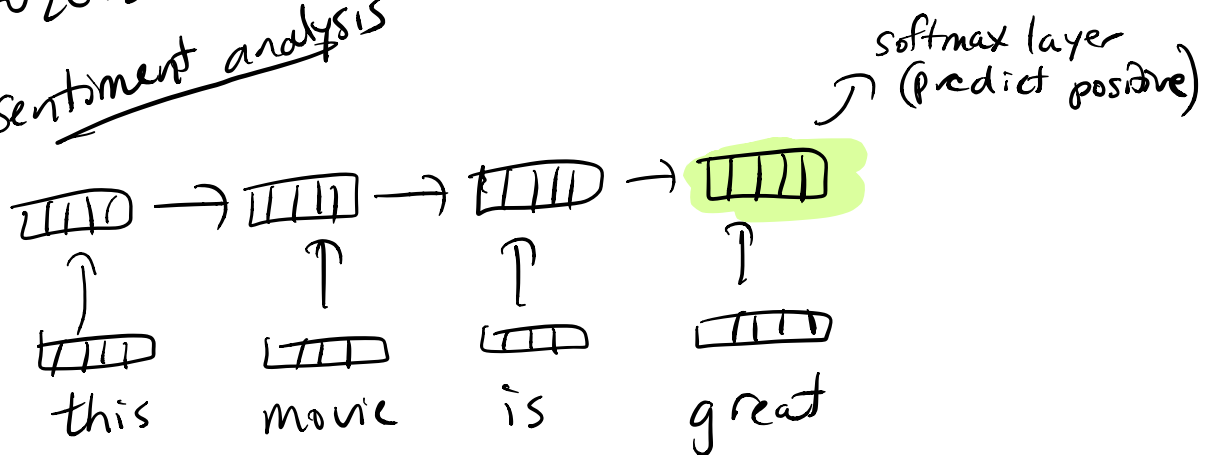 sentiment analysis
softmax layer
(predict positive)
this movie is great